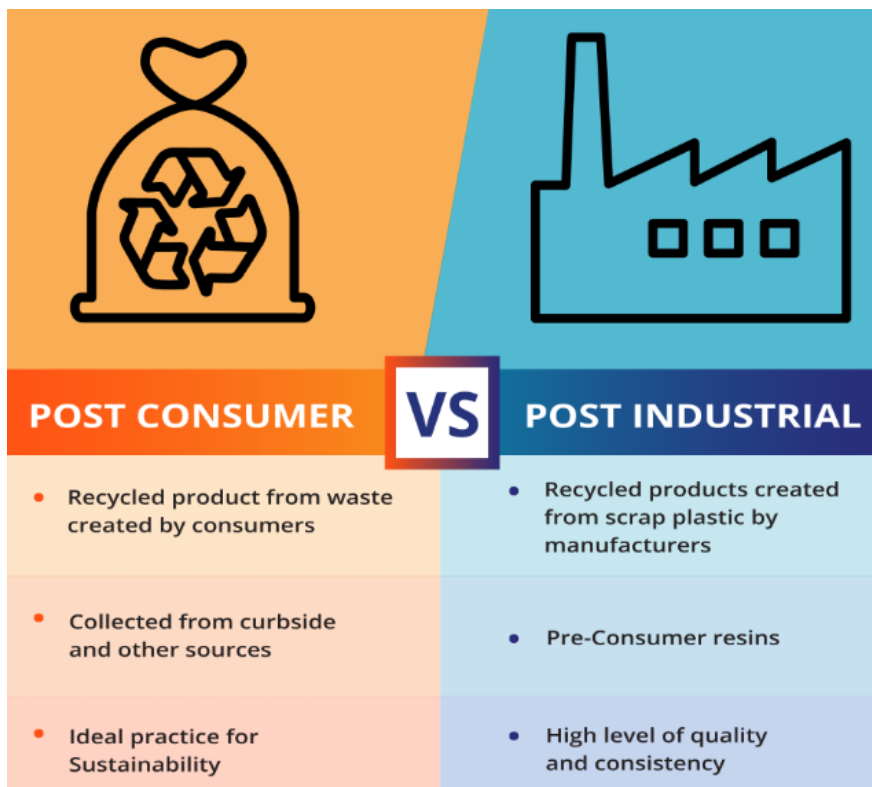 POST CONSUMER
VS
POST INDUSTRIAL
Recycled product from waste
created by consumers
Recycled products created
from scrap plastic by
manufacturers
Collected from curbside
and other sources
Pre-Consumer resins
Ideal practice for
Sustainability
High level of quality
and consistency